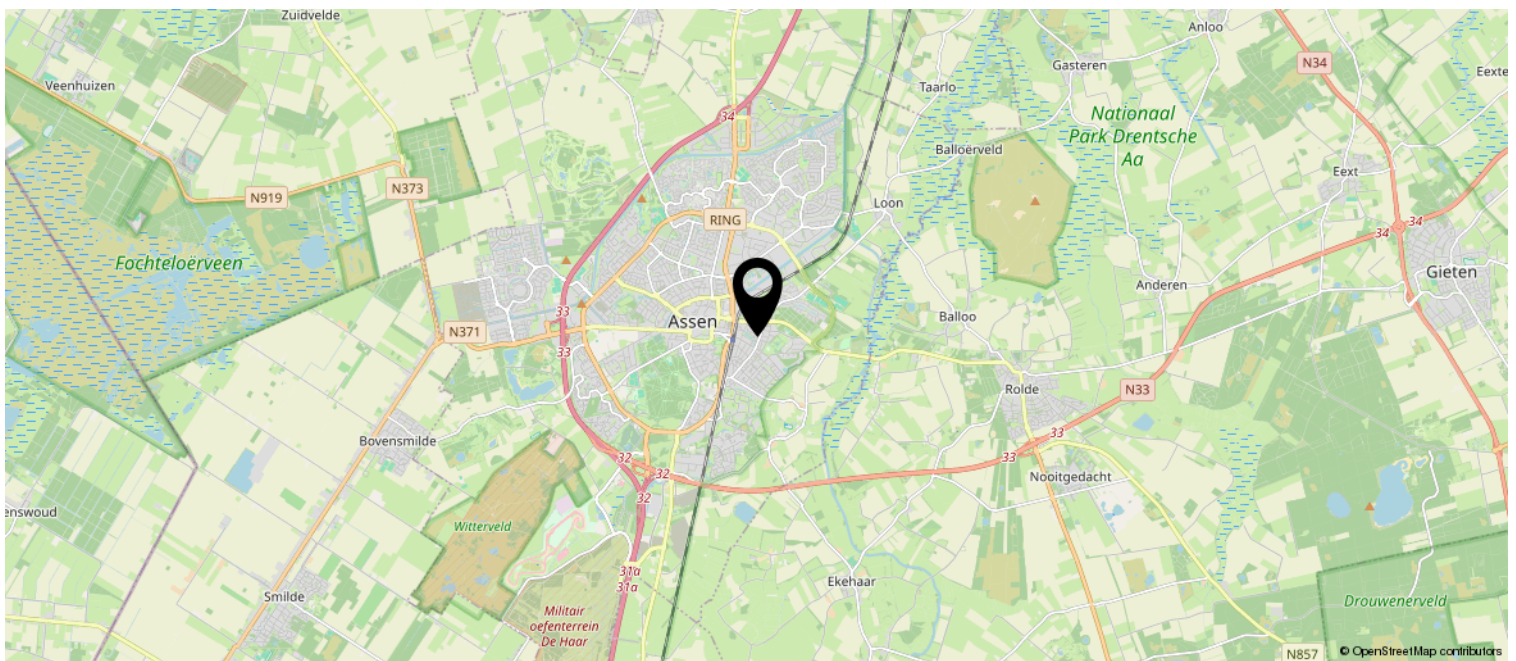 Zuidvelde
Anloo
Gasteren
N34
Eexte
Veenhuizen
Taarlo
34
Nationaal
Park Drentsche
Aa
Balloërveld
Eext
N373
N919
Loon
RING
34
34
Fochteloërveen
Gieten
Anderen
33
Balloo
N371
Assen
33
Rolde
N33
Bovensmilde
33
32
32
33
Nooitgedacht
32
enswoud
Witterveld
31a
31a
Ekehaar
Smilde
Drouwenerveld
Militair
oefenterrein
De Haar
N857
© OpenStreetMap contributors